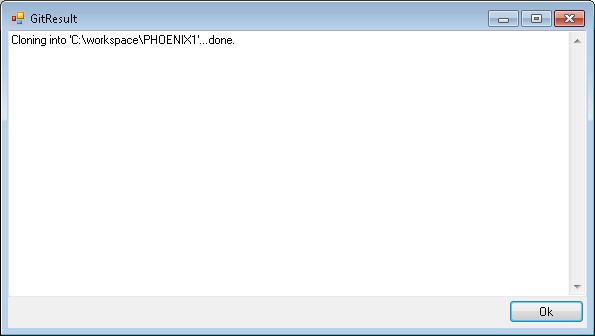 GitResult
Cloning into 'C:\workspace\PHOENIX1'...done.
Ok